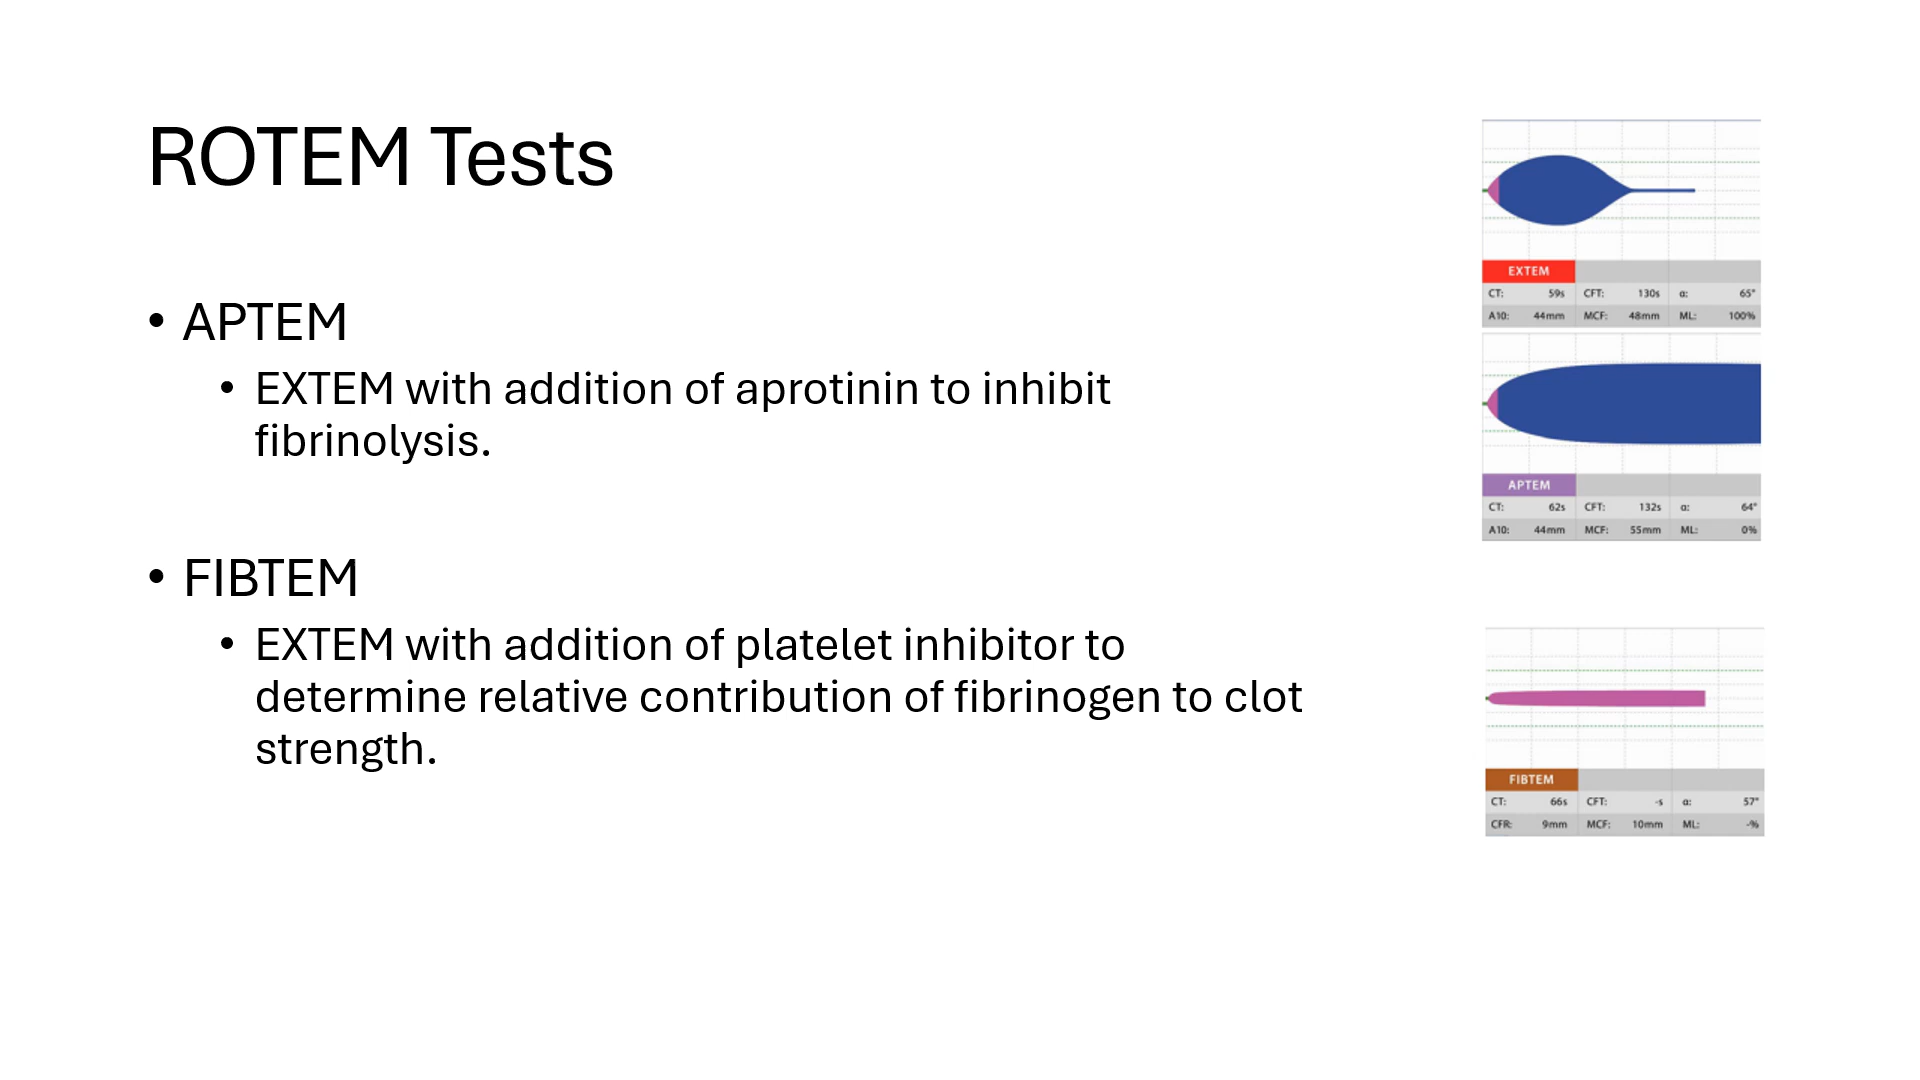 ROTEM Tests
• APTEM
• EXTEM with addition of aprotinin to inhibit
fibrinolysis.
• FIBTEM
• EXTEM with addition of platelet inhibitor to
determine relative contribution of fibrinogen to clot
strength.
EXTEM
CT: 59s CFT: 130s α: 65°
A10: 44mm MCF: 48mm ML: 100%
APTEM
CT: 62s CFT: 132s α: 64°
A10: 44mm MCF: 55mm ML: 0%
FIBTEM
CT: 66s CFT: -s α: 57°
CFR: 9mm MCF: 10mm ML: -%